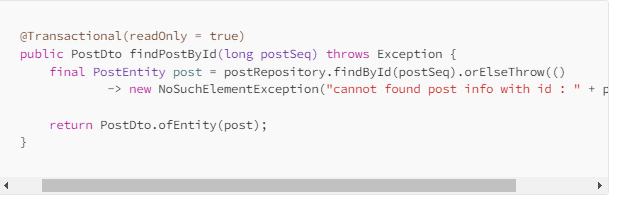 @Transactional(readOnly = true)
public PostDto findPostById(long postSeq) throws Exception {
    final PostEntity post = postRepository.findById(postSeq).orElseThrow(()
            -> new NoSuchElementException("cannot found post info with id : " + p

    return PostDto.ofEntity(post);
}